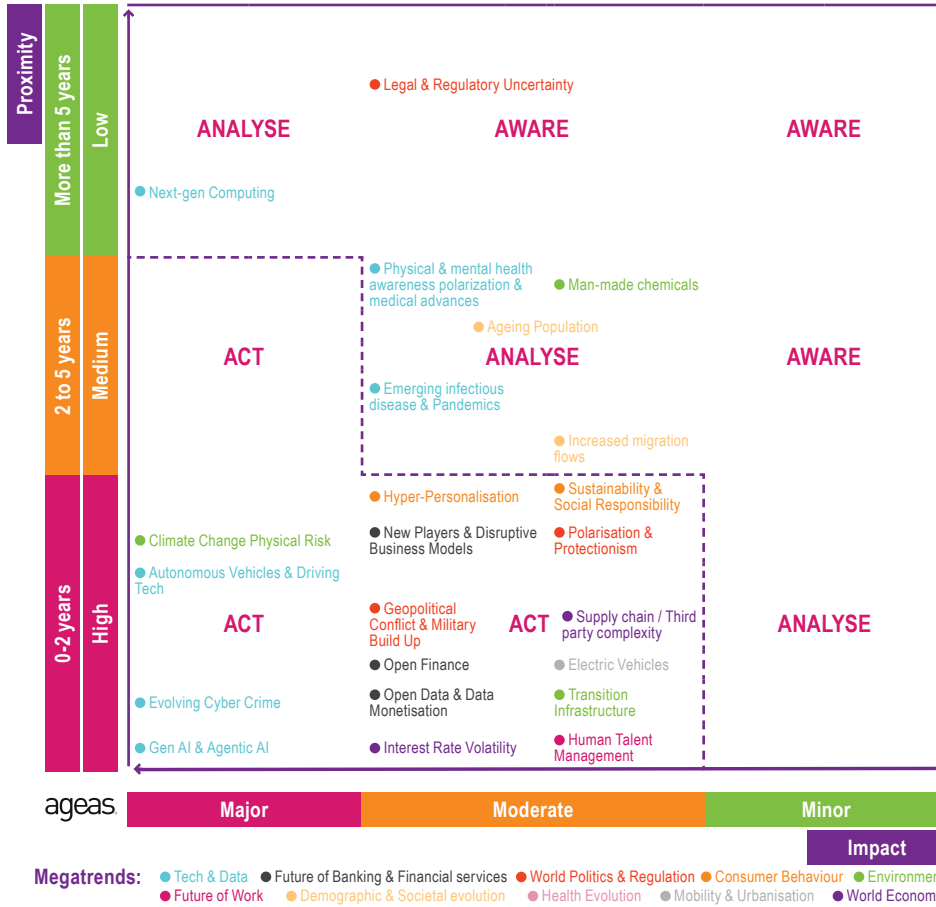 Proximity
More than 5 years
Low
Legal & Regulatory Uncertainty
ANALYSE
AWARE
AWARE
Next-gen Computing
2 to 5 years
Medium
Physical & mental health
awareness polarization &
medical advances
Man-made chemicals
Ageing Population
ACT
ANALYSE
AWARE
Emerging infectious
disease & Pandemics
Increased migration
flows
0-2 years
High
Hyper-Personalisation
Sustainability &
Social Responsibility
New Players & Disruptive
Business Models
Polarisation &
Protectionism
Climate Change Physical Risk
Autonomous Vehicles & Driving
Tech
Geopolitical
Conflict & Military
Build Up
ACT
ACT
Supply chain / Third
party complexity
ANALYSE
Open Finance
Electric Vehicles
Evolving Cyber Crime
Open Data & Data
Monetisation
Transition
Infrastructure
Gen AI & Agentic AI
Interest Rate Volatility
Human Talent
Management
ageas
Major
Moderate
Minor
Impact
Megatrends:
Tech & Data
Future of Banking & Financial services
World Politics & Regulation
Consumer Behaviour
Environmen
Future of Work
Demographic & Societal evolution
Health Evolution
Mobility & Urbanisation
World Econom